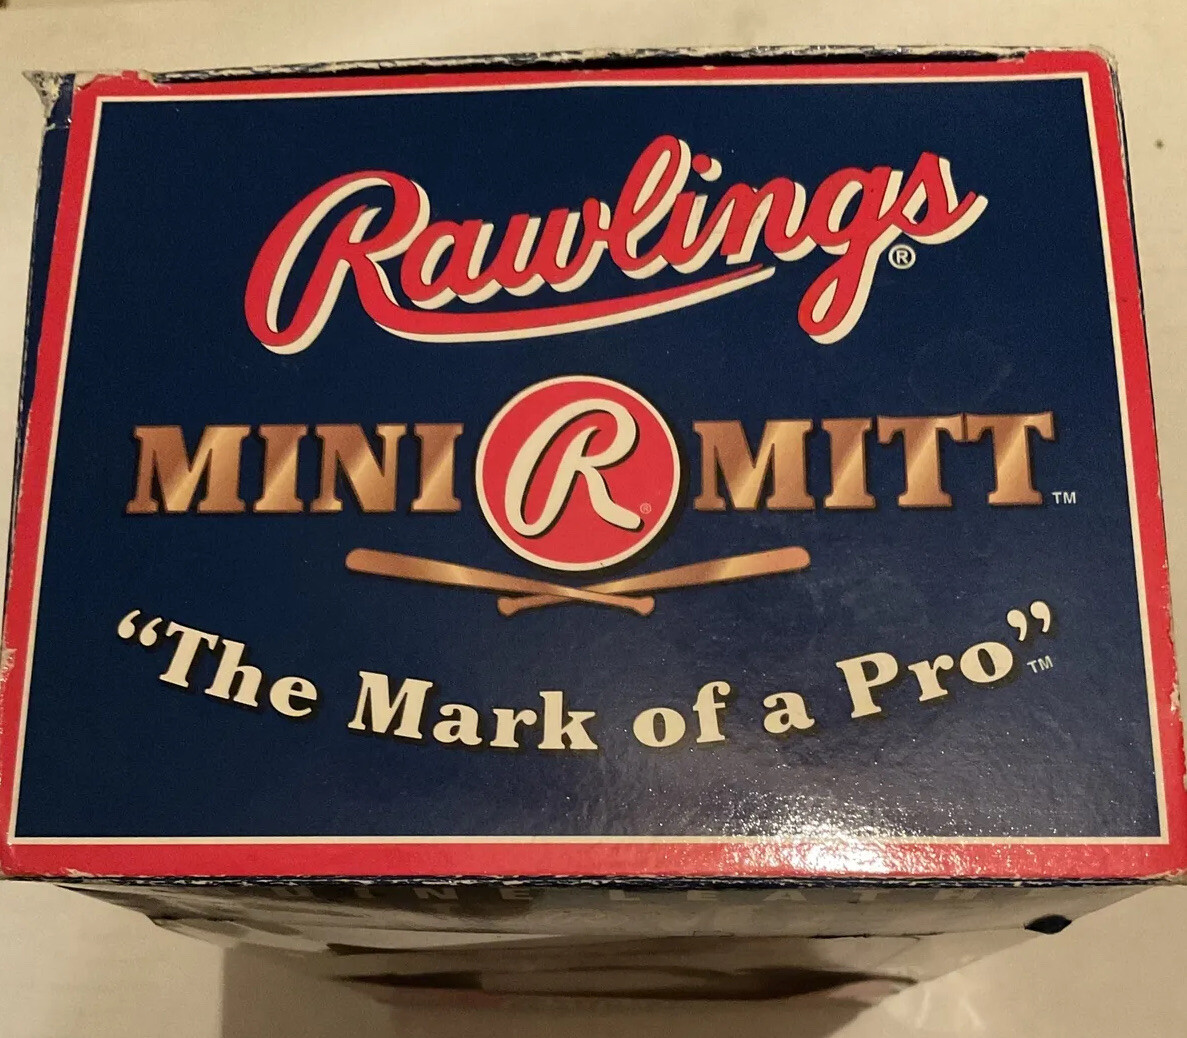 Rawlings®
MINI R® MITT™
“The Mark of a Pro”™